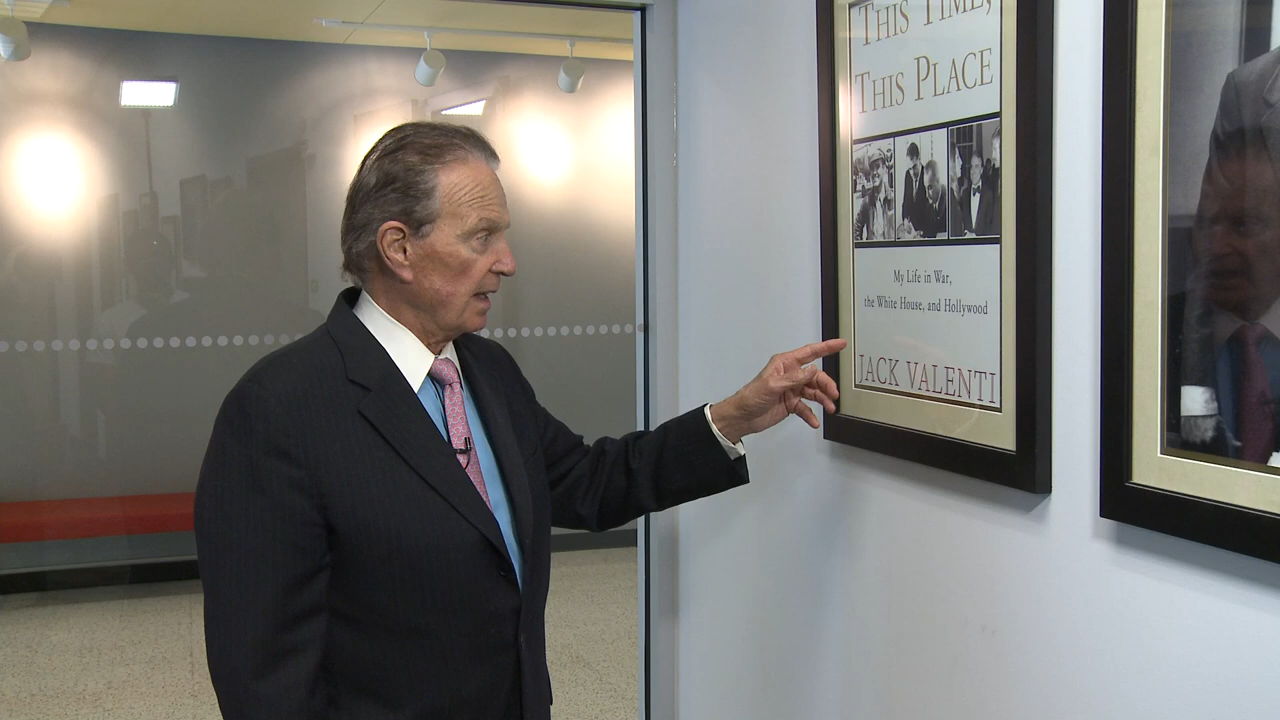 THIS TIME,
THIS PLACE
My Life in War,
the White House, and Hollywood
JACK VALENTI